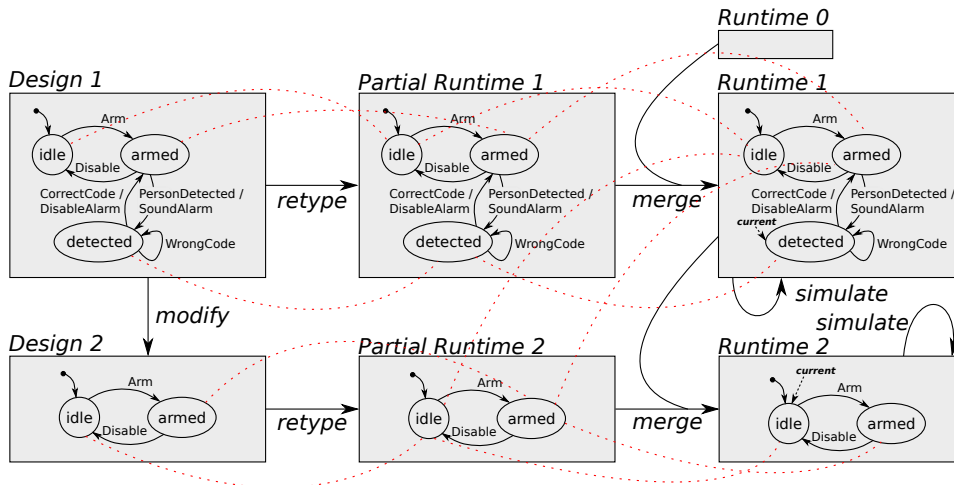 Runtime 0
Design 1
Partial Runtime 1
Runtime 1
Arm
idle
armed
Disable
CorrectCode /
DisableAlarm
PersonDetected /
SoundAlarm
detected
WrongCode
retype
Arm
idle
armed
Disable
CorrectCode /
DisableAlarm
PersonDetected /
SoundAlarm
detected
WrongCode
merge
Arm
idle
armed
Disable
CorrectCode /
DisableAlarm
PersonDetected /
SoundAlarm
current
detected
WrongCode
modify
simulate
simulate
Design 2
Partial Runtime 2
Runtime 2
Arm
idle
armed
Disable
retype
Arm
idle
armed
Disable
merge
current
Arm
idle
armed
Disable